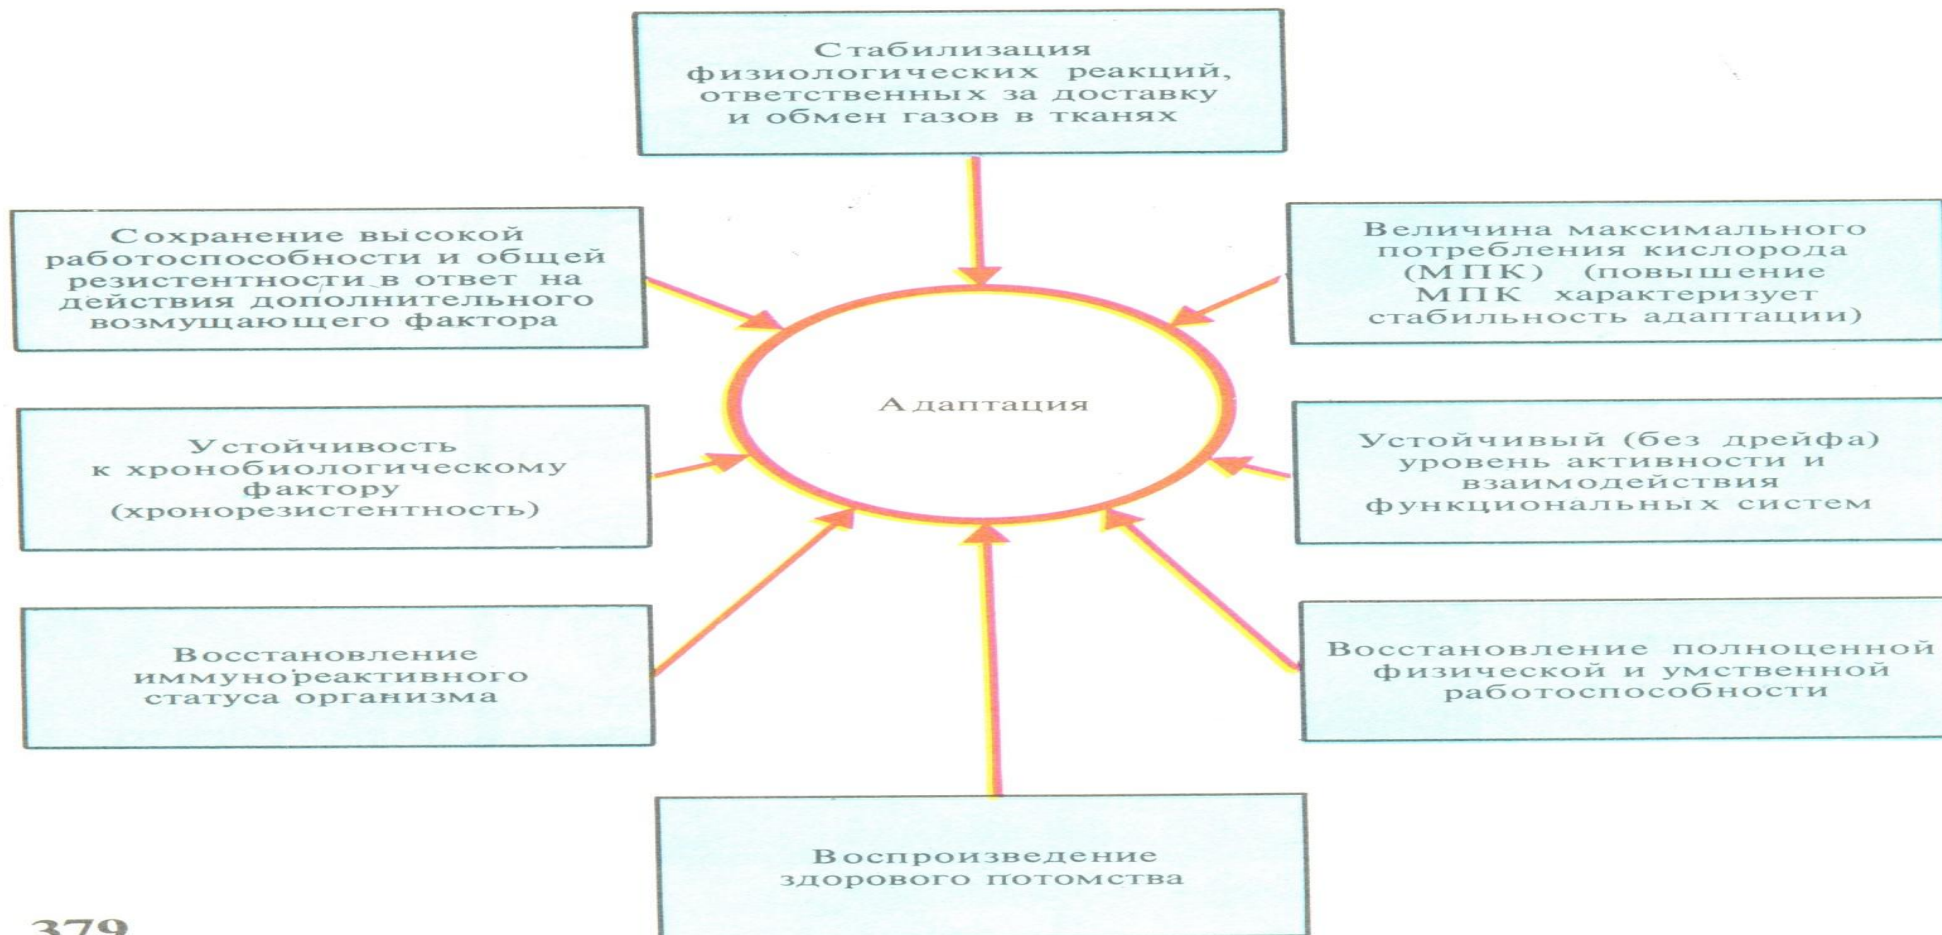 Стабилизация
физиологических реакций,
ответственных за доставку
и обмен газов в тканях
Сохранение высокой
работоспособности и общей
резистентности в ответ на
действия дополнительного
возмущающего фактора
Величина максимального
потребления кислорода
(МПК) (повышение
МПК характеризует
стабильность адаптации)
Адаптация
Устойчивость
к хронобиологическому
фактору
(хронорезистентность)
Устойчивый (без дрейфа)
уровень активности и
взаимодействия
функциональных систем
Восстановление
иммунореактивного
статуса организма
Восстановление полноценной
физической и умственной
работоспособности
Воспроизведение
здорового потомства
379